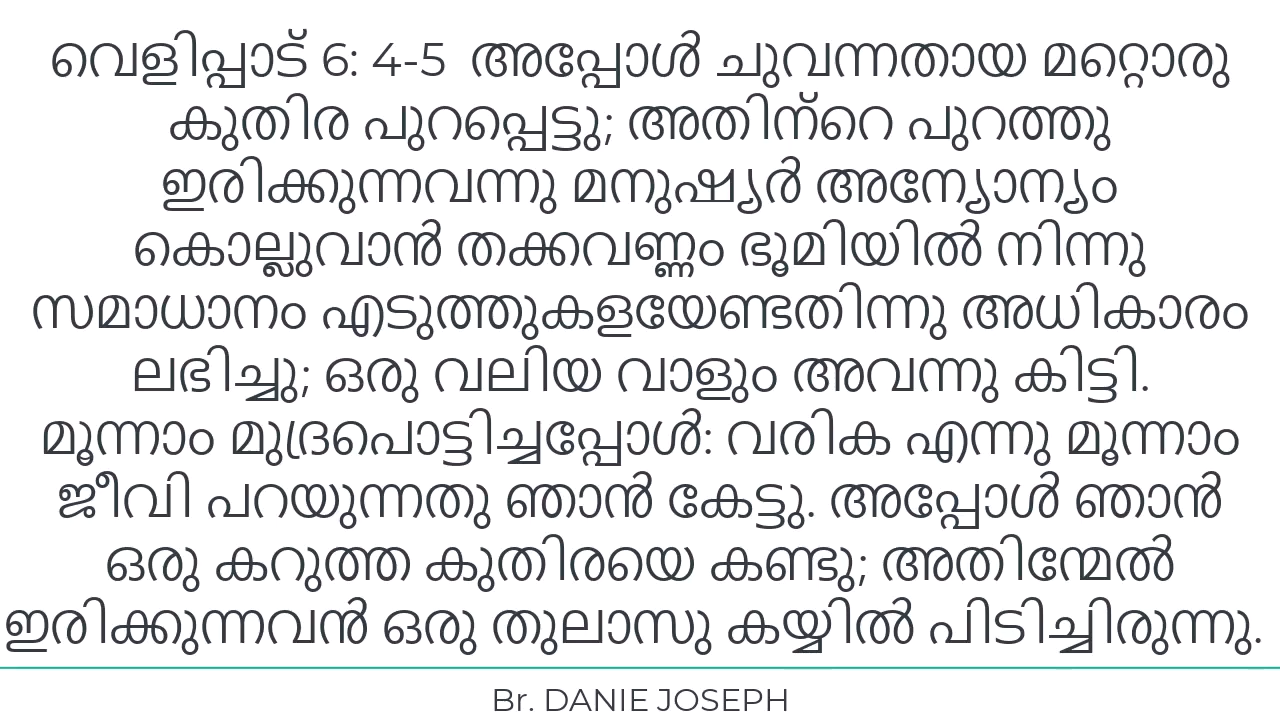 വെളിപ്പാട് 6: 4-5 അപ്പോൾ ചുവന്നതായ മറ്റൊരു
കുതിര പുറപ്പെട്ടു; അതിന്റെ പുറത്തു
ഇരിക്കുന്നവന്നു മനുഷ്യർ അന്യോന്യം
കൊല്ലുവാൻ തക്കവണ്ണം ഭൂമിയിൽ നിന്നു
സമാധാനം എടുത്തുകളയേണ്ടതിന്നു അധികാരം
ലഭിച്ചു; ഒരു വലിയ വാളും അവന്നു കിട്ടി.
മൂന്നാം മുദ്രപൊട്ടിച്ചപ്പോൾ: വരിക എന്നു മൂന്നാം
ജീവി പറയുന്നതു ഞാൻ കേട്ടു. അപ്പോൾ ഞാൻ
ഒരു കറുത്ത കുതിരയെ കണ്ടു; അതിന്മേൽ
ഇരിക്കുന്നവൻ ഒരു തുലാസു കയ്യിൽ പിടിച്ചിരുന്നു.
Br. DANIE JOSEPH